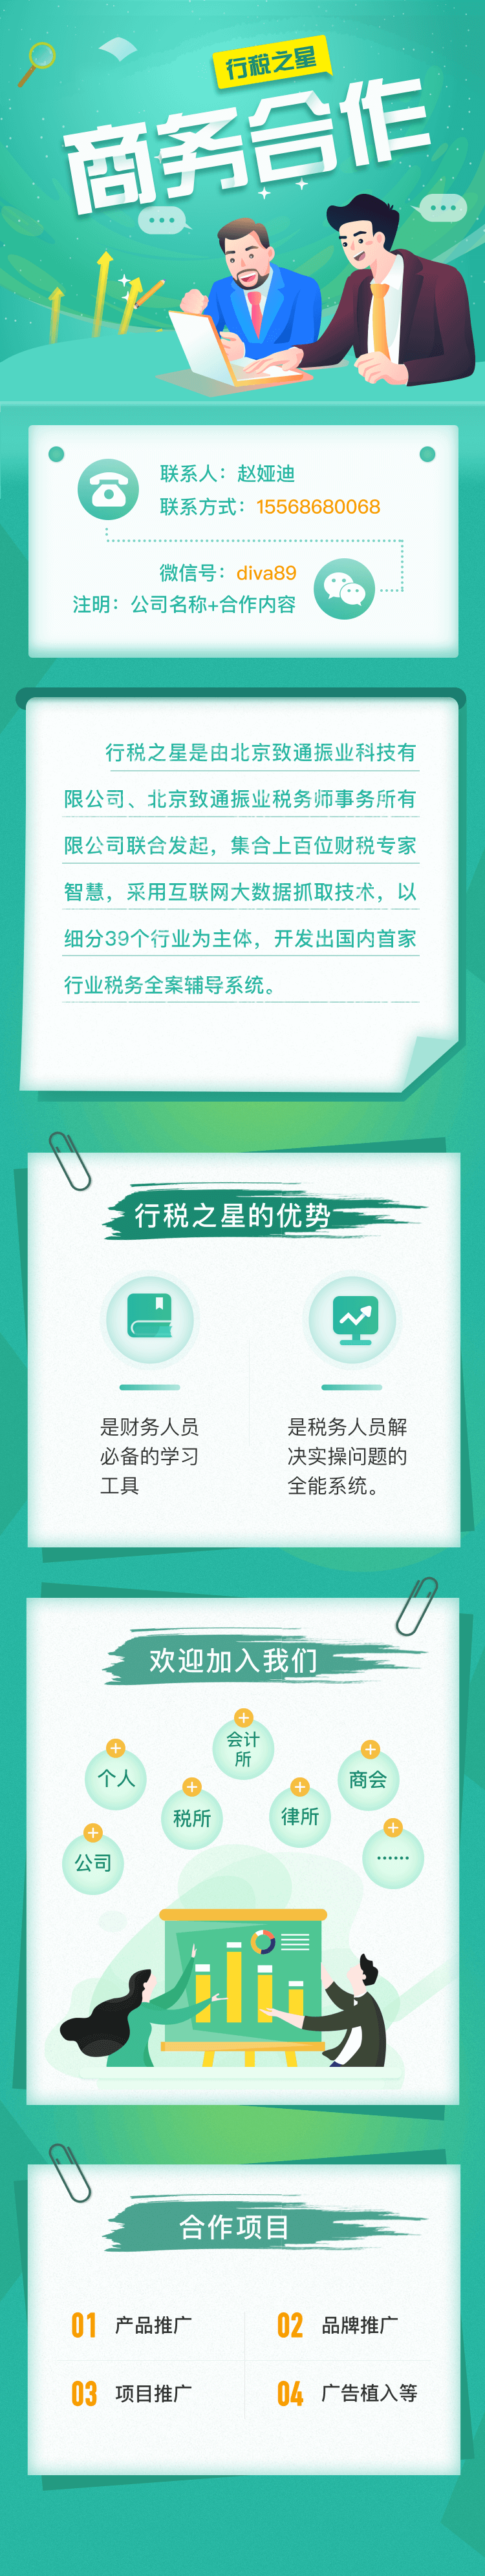 行税之星
商务合作
联系人：赵娅迪
联系方式：15568680068
微信号：diva89
注明：公司名称+合作内容
行税之星是由北京致通振业科技有
限公司、北京致通振业税务师事务所有
限公司联合发起，集合上百位财税专家
智慧，采用互联网大数据抓取技术，以
细分39个行业为主体，开发出国内首家
行业税务全案辅导系统。
行税之星的优势
是财务人员
必备的学习
工具
是税务人员解
决实操问题的
全能系统。
欢迎加入我们
会计
所
个人
商会
税所
律所
公司
……
合作项目
01 产品推广
02 品牌推广
03 项目推广
04 广告植入等